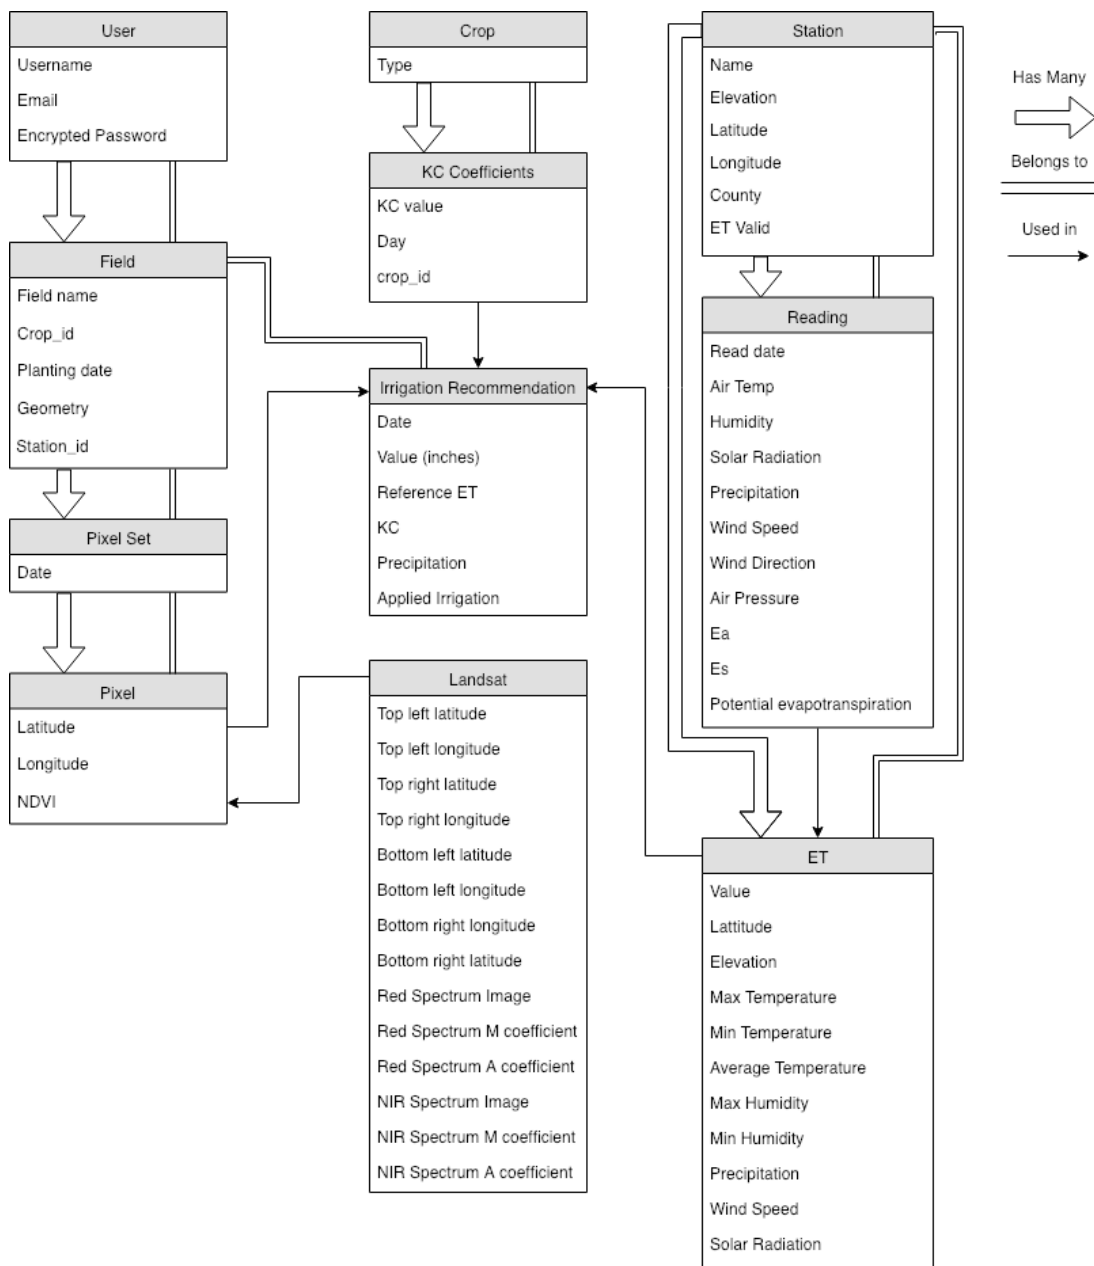 User
Username
Email
Encrypted Password
Field
Field name
Crop_id
Planting date
Geometry
Station_id
Pixel Set
Date
Pixel
Latitude
Longitude
NDVI
Crop
Type
KC Coefficients
KC value
Day
crop_id
Irrigation Recommendation
Date
Value (inches)
Reference ET
KC
Precipitation
Applied Irrigation
Landsat
Top left latitude
Top left longitude
Top right latitude
Top right longitude
Bottom left latitude
Bottom left longitude
Bottom right longitude
Bottom right latitude
Red Spectrum Image
Red Spectrum M coefficient
Red Spectrum A coefficient
NIR Spectrum Image
NIR Spectrum M coefficient
NIR Spectrum A coefficient
Station
Name
Elevation
Latitude
Longitude
County
ET Valid
Reading
Read date
Air Temp
Humidity
Solar Radiation
Precipitation
Wind Speed
Wind Direction
Air Pressure
Ea
Es
Potential evapotranspiration
ET
Value
Lattitude
Elevation
Max Temperature
Min Temperature
Average Temperature
Max Humidity
Min Humidity
Precipitation
Wind Speed
Solar Radiation
Has Many
Belongs to
Used in